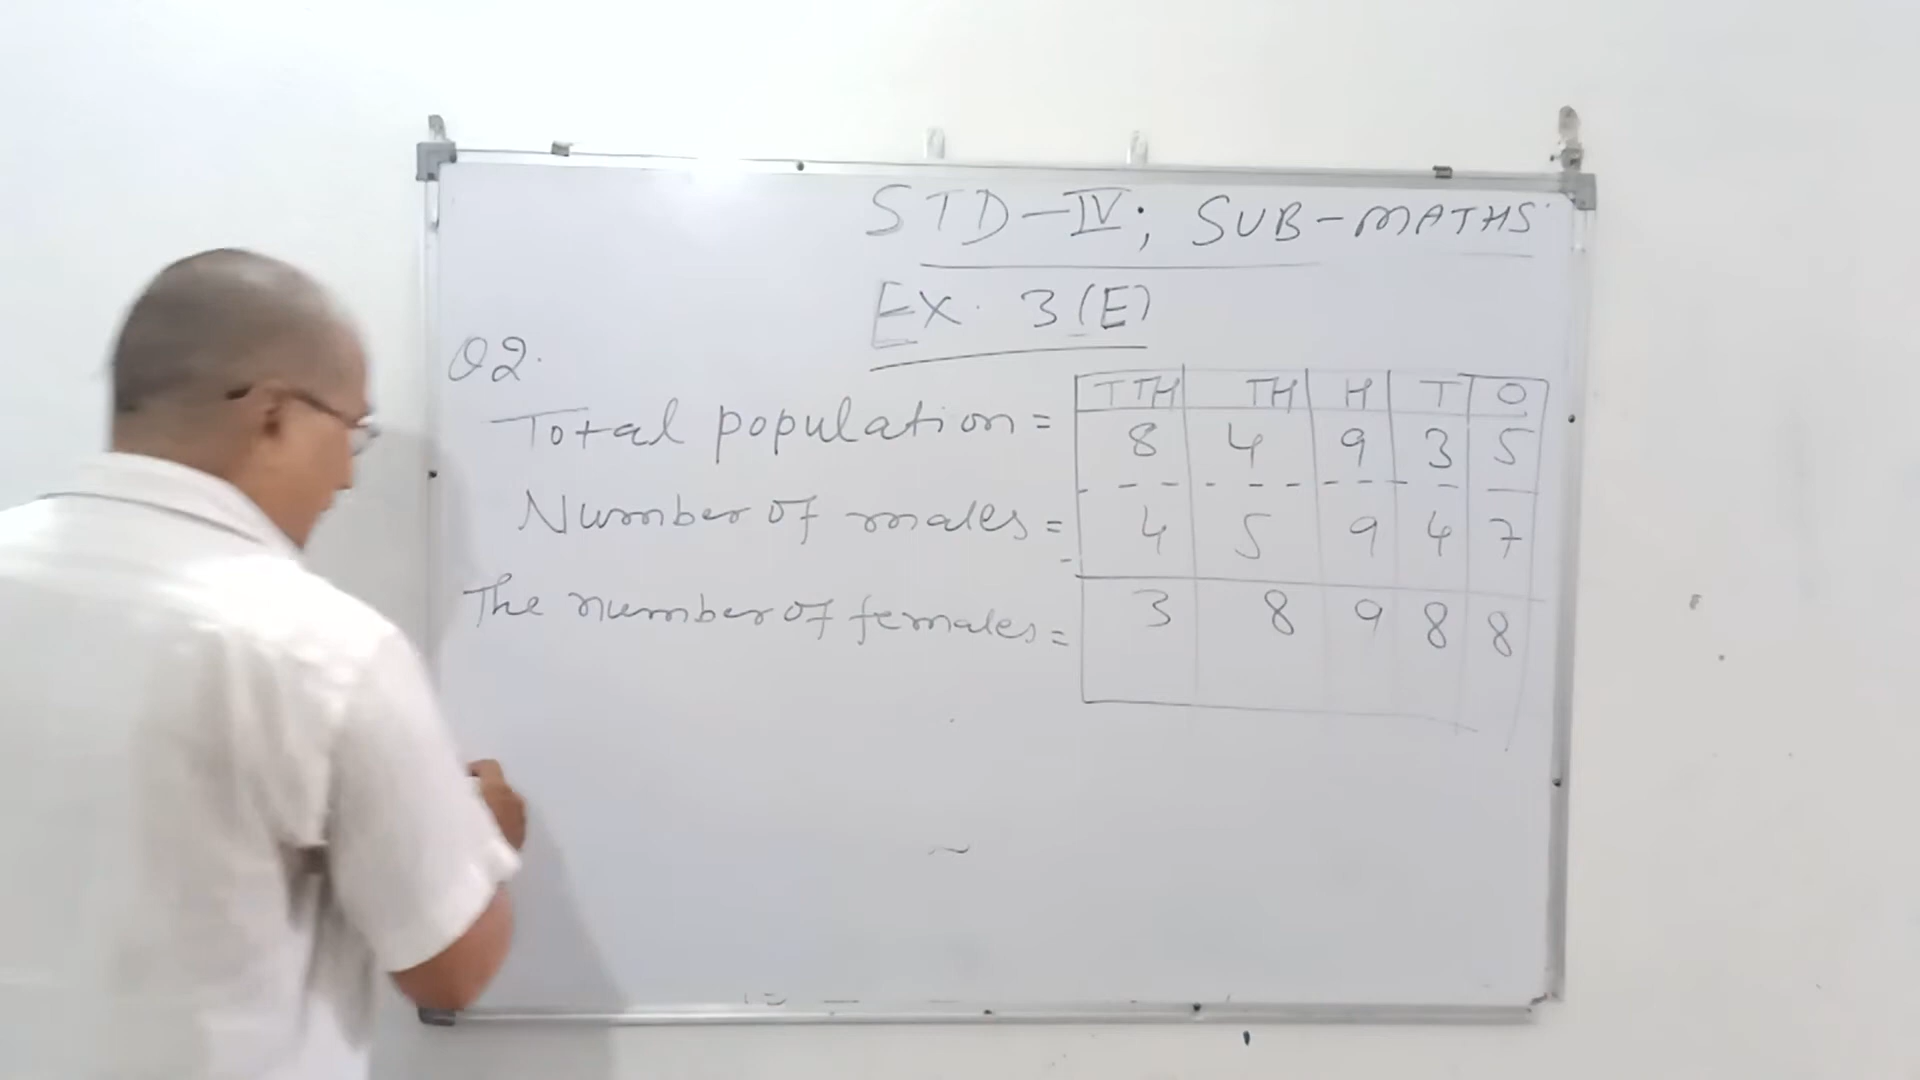 STD-IV; SUB-MATHS
EX. 3(E)
Q2.
TTH TH H T O
Total population = 8 4 9 3 5
Number of males = 4 5 9 4 7
The number of females = 3 8 9 8 8